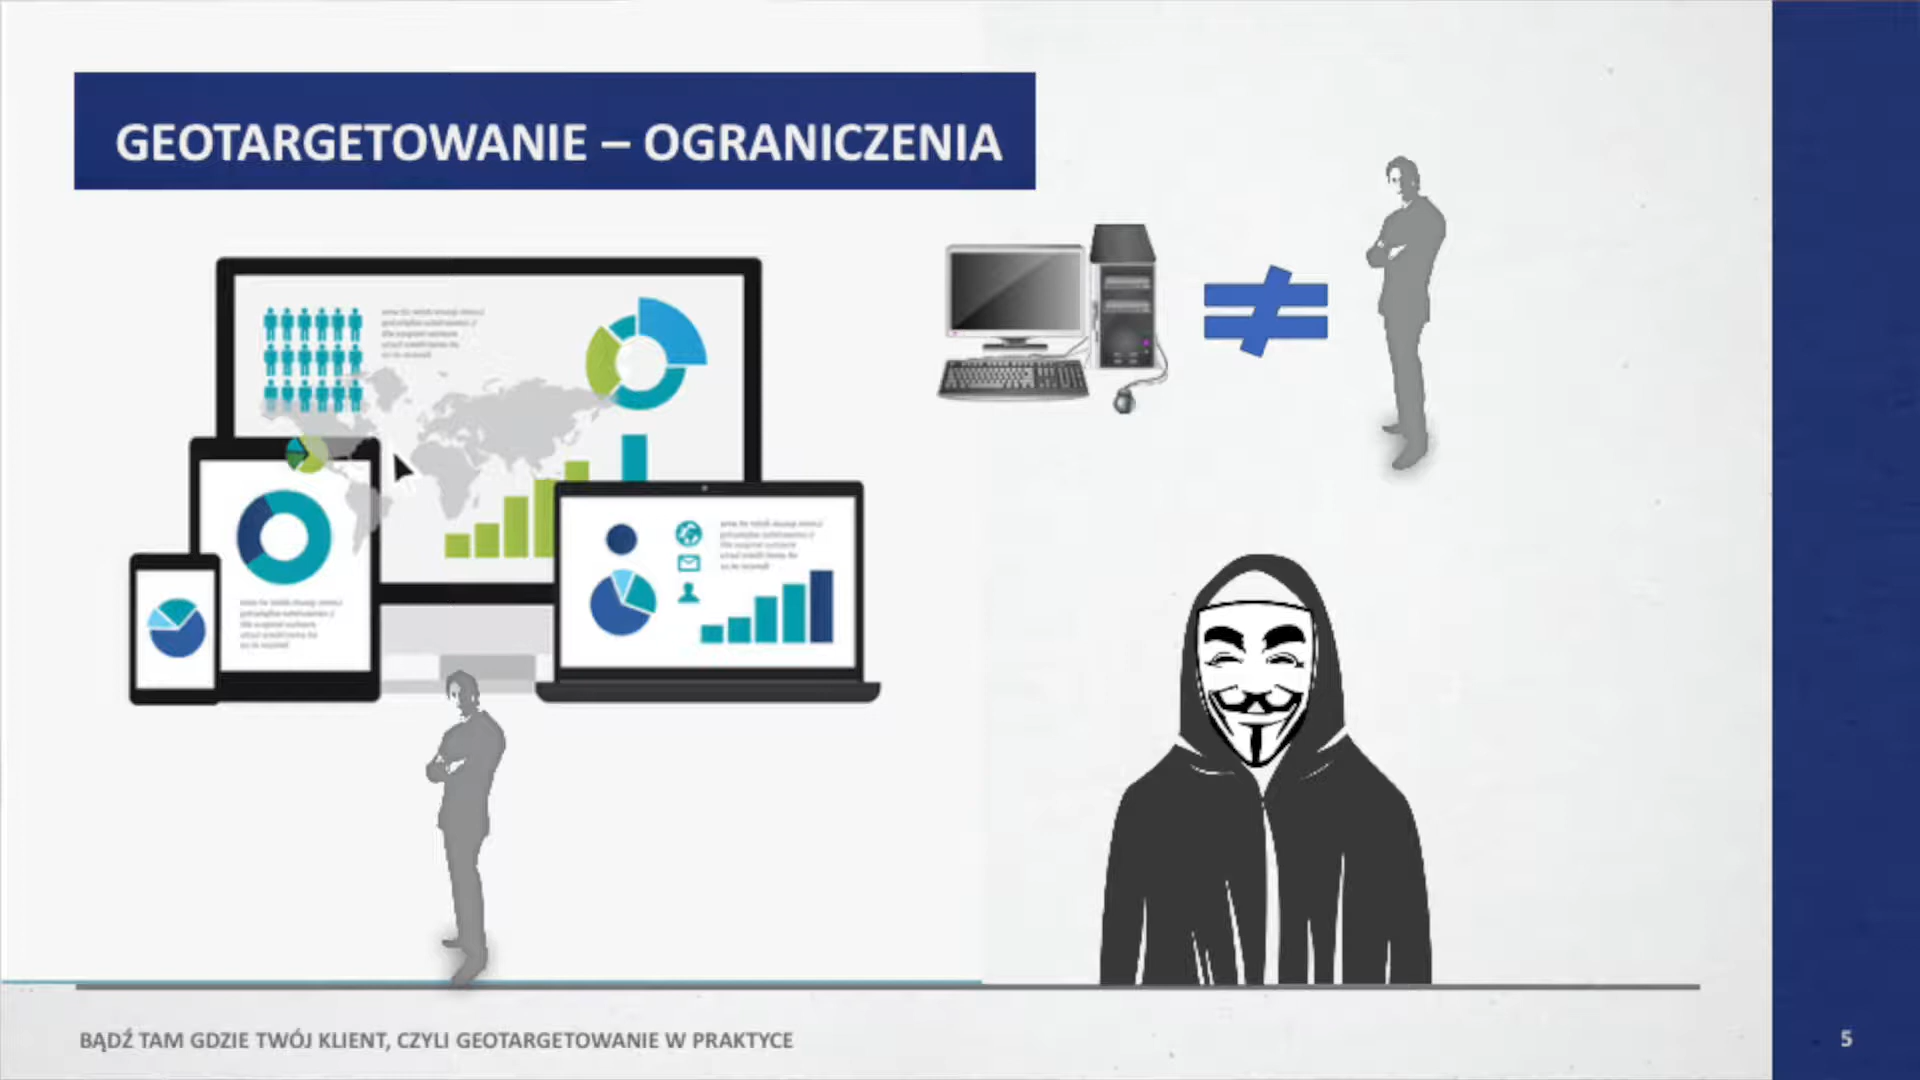 GEOTARGETOWANIE – OGRANICZENIA
BĄDŹ TAM GDZIE TWÓJ KLIENT, CZYLI GEOTARGETOWANIE W PRAKTYCE
5